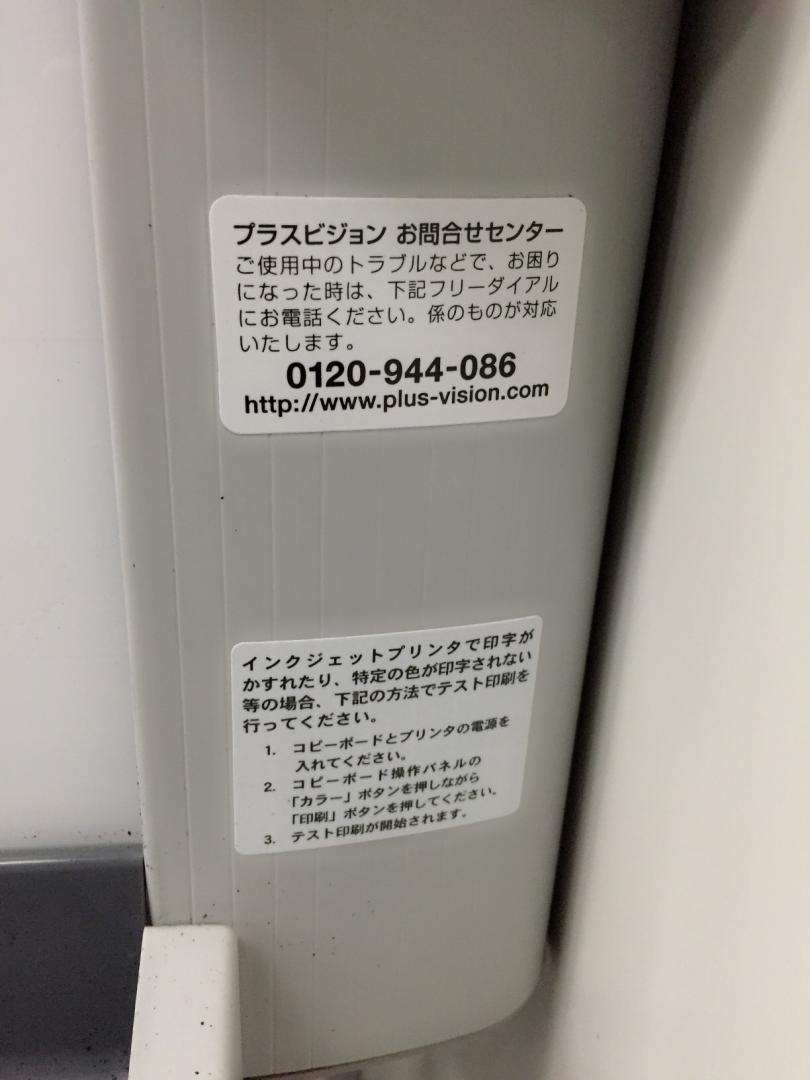 プラスビジョン お問合せセンター
ご使用中のトラブルなどで、お困り
になった時は、下記フリーダイアル
にお電話ください。係のものが対応
いたします。
0120-944-086
http://www.plus-vision.com
インクジェットプリンタで印字が
かすれたり、特定の色が印字されない
等の場合、下記の方法でテスト印刷を
行ってください。
1. コピーボードとプリンタの電源を
入れてください。
2. コピーボード操作パネルの
「カラー」ボタンを押しながら
「印刷」ボタンを押してください。
3. テスト印刷が開始されます。